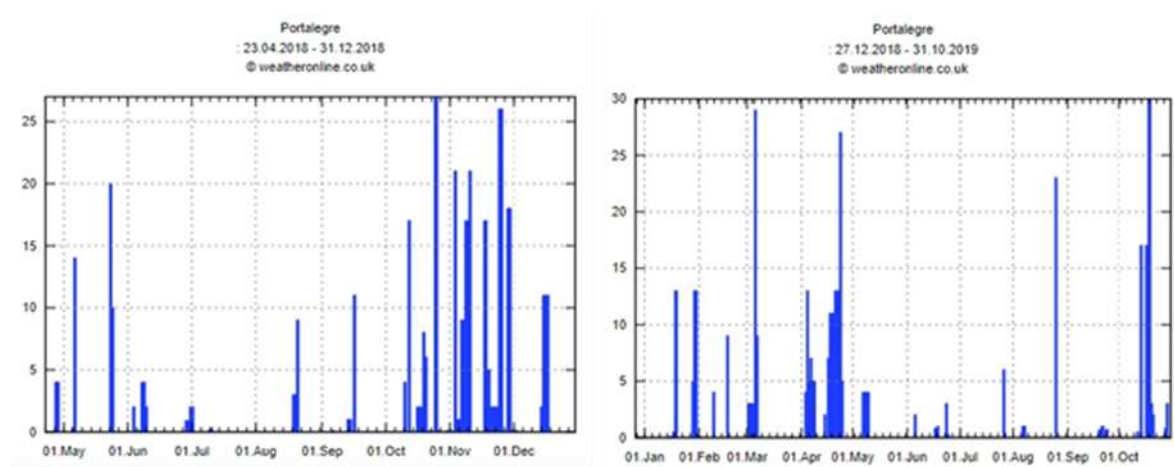 Portalegre
: 23.04.2018 - 31.12.2018
© weatheronline.co.uk
25
20
15
10
5
0
01.May 01.Jun 01.Jul 01.Aug 01.Sep 01.Oct 01.Nov 01.Dec
Portalegre
: 27.12.2018 - 31.10.2019
© weatheronline.co.uk
30
25
20
15
10
5
0
01.Jan 01.Feb 01.Mar 01.Apr 01.May 01.Jun 01.Jul 01.Aug 01.Sep 01.Oct